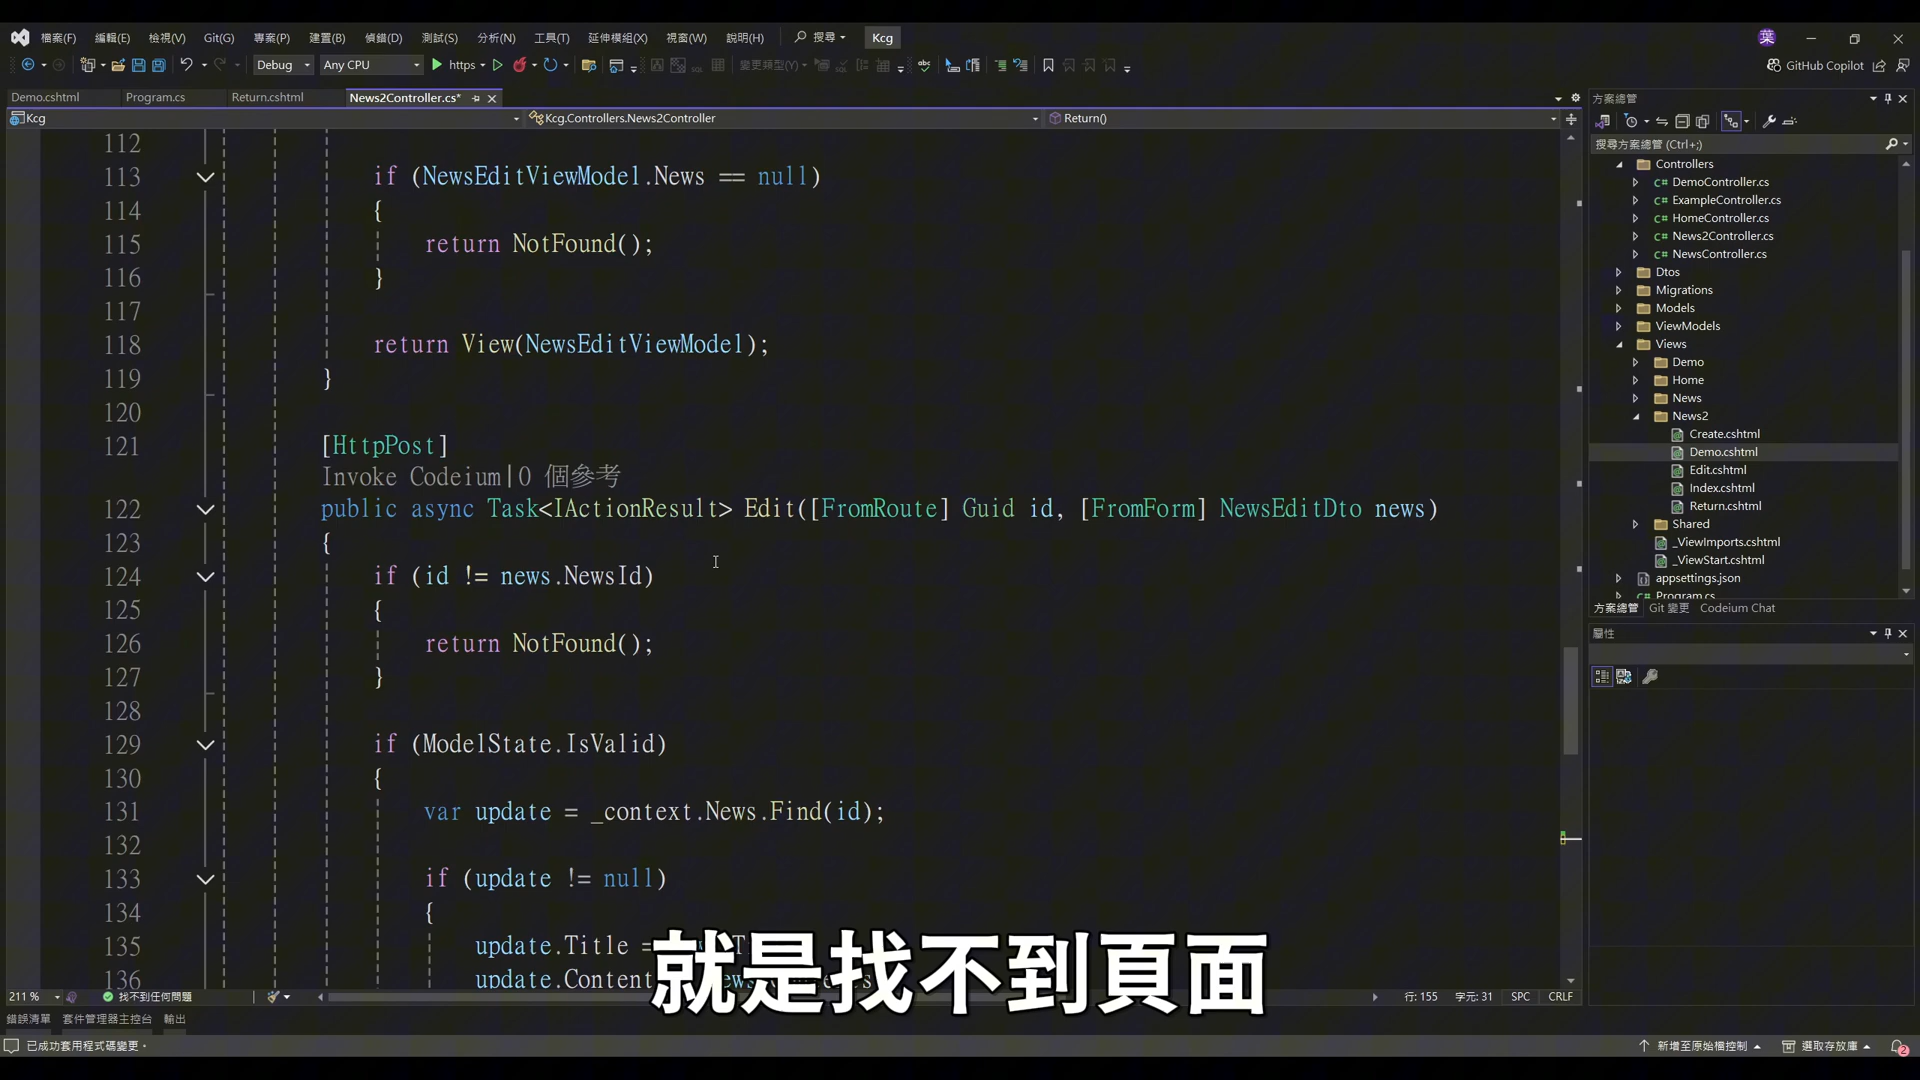 檔案(F) 編輯(E) 檢視(V) Git(G) 專案(P) 建置(B) 偵錯(D) 測試(S) 分析(N) 工具(T) 延伸模組(X) 視窗(W) 說明(H) 搜尋 Kcg 葉
Debug Any CPU https 變更類型(Y) GitHub Copilot
Demo.cshtml Program.cs Return.cshtml News2Controller.cs*
Kcg Kcg.Controllers.News2Controller Return()
112
113 if (NewsEditViewModel.News == null)
114 {
115 return NotFound();
116 }
117
118 return View(NewsEditViewModel);
119 }
120
121 [HttpPost]
Invoke Codeium|0 個參考
122 public async Task<IActionResult> Edit([FromRoute] Guid id, [FromForm] NewsEditDto news)
123 {
124 if (id != news.NewsId)
125 {
126 return NotFound();
127 }
128
129 if (ModelState.IsValid)
130 {
131 var update = _context.News.Find(id);
132
133 if (update != null)
134 {
135 update.Title =
136 update.Content
就是找不到頁面
211 % 找不到任何問題 行: 155 字元: 31 SPC CRLF
錯誤清單 套件管理器主控台 輸出
已成功套用程式碼變更。 新增至原始檔控制 選取存放庫 2
方案總管
搜尋方案總管 (Ctrl+;)
Controllers
C# DemoController.cs
C# ExampleController.cs
C# HomeController.cs
C# News2Controller.cs
C# NewsController.cs
Dtos
Migrations
Models
ViewModels
Views
Demo
Home
News
News2
Create.cshtml
Demo.cshtml
Edit.cshtml
Index.cshtml
Return.cshtml
Shared
_ViewImports.cshtml
_ViewStart.cshtml
appsettings.json
Program.cs
方案總管 Git 變更 Codeium Chat
屬性